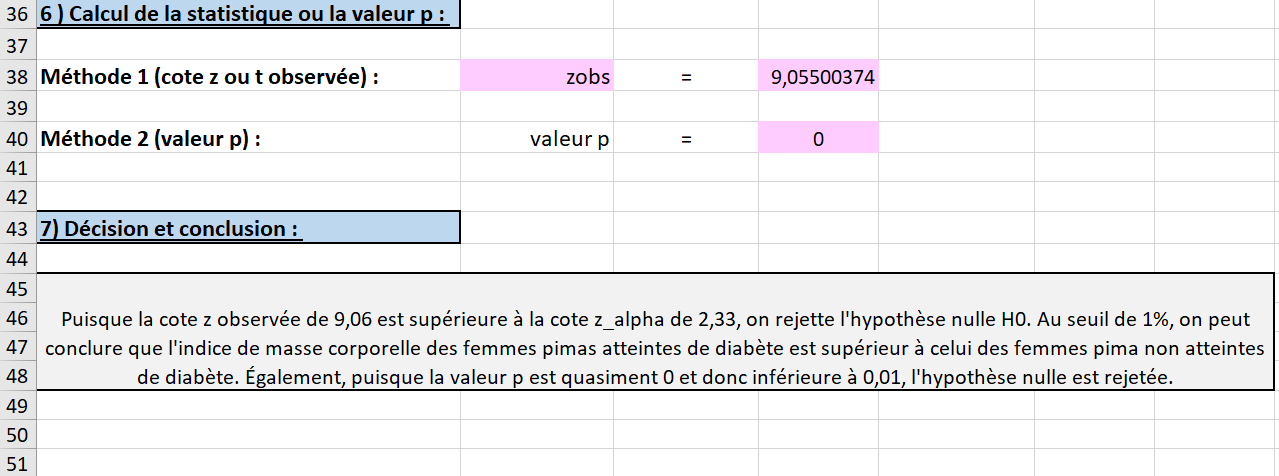 36 6 ) Calcul de la statistique ou la valeur p :
37
38 Méthode 1 (cote z ou t observée) : zobs = 9,05500374
39
40 Méthode 2 (valeur p) : valeur p = 0
41
42
43 7) Décision et conclusion :
44
45
46 Puisque la cote z observée de 9,06 est supérieure à la cote z_alpha de 2,33, on rejette l'hypothèse nulle H0. Au seuil de 1%, on peut
47 conclure que l'indice de masse corporelle des femmes pimas atteintes de diabète est supérieur à celui des femmes pima non atteintes
48 de diabète. Également, puisque la valeur p est quasiment 0 et donc inférieure à 0,01, l'hypothèse nulle est rejetée.
49
50
51